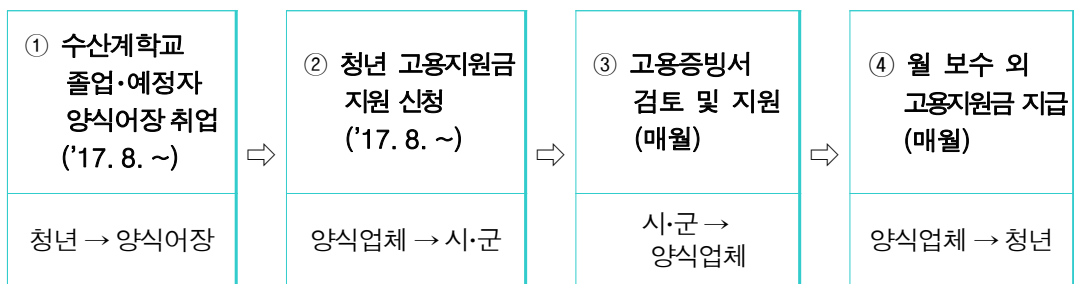 ① 수산계학교
졸업·예정자
양식어장 취업
('17. 8. ~)
청년 → 양식어장
⇨
② 청년 고용지원금
지원 신청
('17. 8. ~)
양식업체 → 시·군
⇨
③ 고용증빙서
검토 및 지원
(매월)
시·군 →
양식업체
⇨
④ 월 보수 외
고용지원금 지급
(매월)
양식업체 → 청년